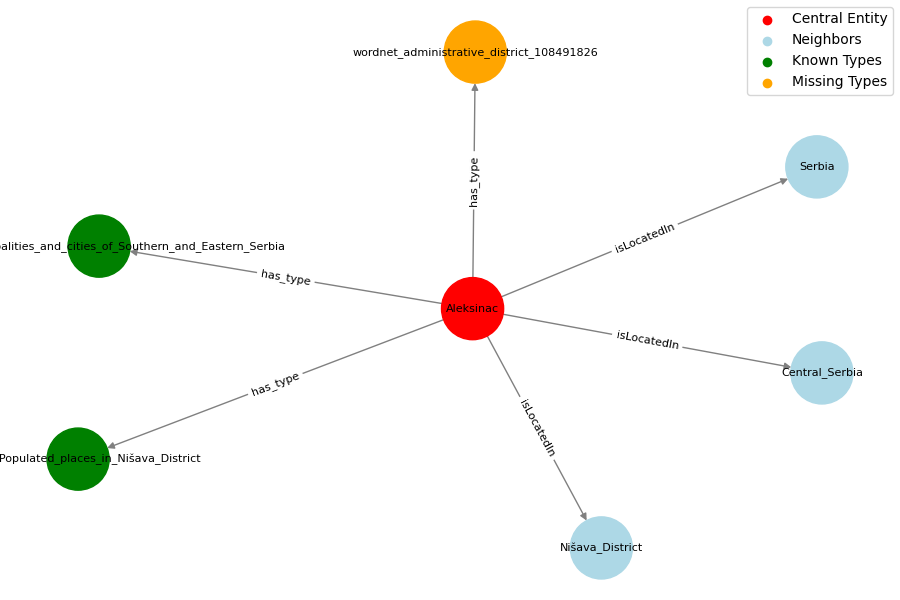 Central Entity
Neighbors
Known Types
Missing Types
wordnet_administrative_district_108491826
Serbia
has_type
isLocatedIn
alities_and_cities_of_Southern_and_Eastern_Serbia
has_type
Aleksinac
isLocatedIn
Central_Serbia
has_type
isLocatedIn
Populated_places_in_Nišava_District
Nišava_District